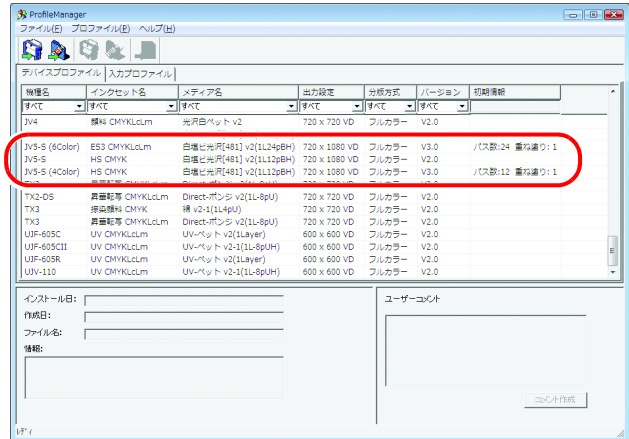 ProfileManager
ファイル(F) プロファイル(P) ヘルプ(H)
デバイスプロファイル 入力プロファイル
機種名 インクセット名 メディア名 出力設定 分版方式 バージョン 初期情報
すべて すべて すべて すべて すべて すべて
JV4 顔料 CMYKLcLm 光沢白ペット v2 720 x 720 VD フルカラー V2.0
JV5-S (6Color) ES3 CMYKLcLm 白塩ビ光沢[481] v2(1L24pBH) 720 x 1080 VD フルカラー V3.0 パス数:24 重ね塗り: 1
JV5-S HS CMYK 白塩ビ光沢[481] v2(1L12pBH) 720 x 1080 VD フルカラー V2.0
JV5-S (4Color) HS CMYK 白塩ビ光沢[481] v2(1L12pBH) 720 x 1080 VD フルカラー V3.0 パス数:12 重ね塗り: 1
TX2-DS 昇華転写 CMYKLcLm Direct-ポンジ v2(1L-8pU) 720 x 720 VD フルカラー V2.0
TX3 捺染顔料 CMYK 綿 v2-1(1L4pU) 720 x 720 VD フルカラー V2.0
TX3 昇華転写 CMYKLcLm Direct-ポンジ v2(1L-8pU) 720 x 720 VD フルカラー V2.0
UJF-605C UV CMYKLcLm UV-ペット v2(1Layer) 600 x 600 VD フルカラー V2.0
UJF-605CII UV CMYKLcLm UV-ペット v2-1(1L-8pUH) 600 x 600 VD フルカラー V2.0
UJF-605R UV CMYKLcLm UV-ペット v2(1Layer) 600 x 600 VD フルカラー V2.0
UJV-110 UV CMYKLcLm UV-ペット v2-1(1L-8pUH) 600 x 600 VD フルカラー V2.0
インストール日:
作成日:
ファイル名:
情報:
ユーザーコメント
コメント作成
レディ